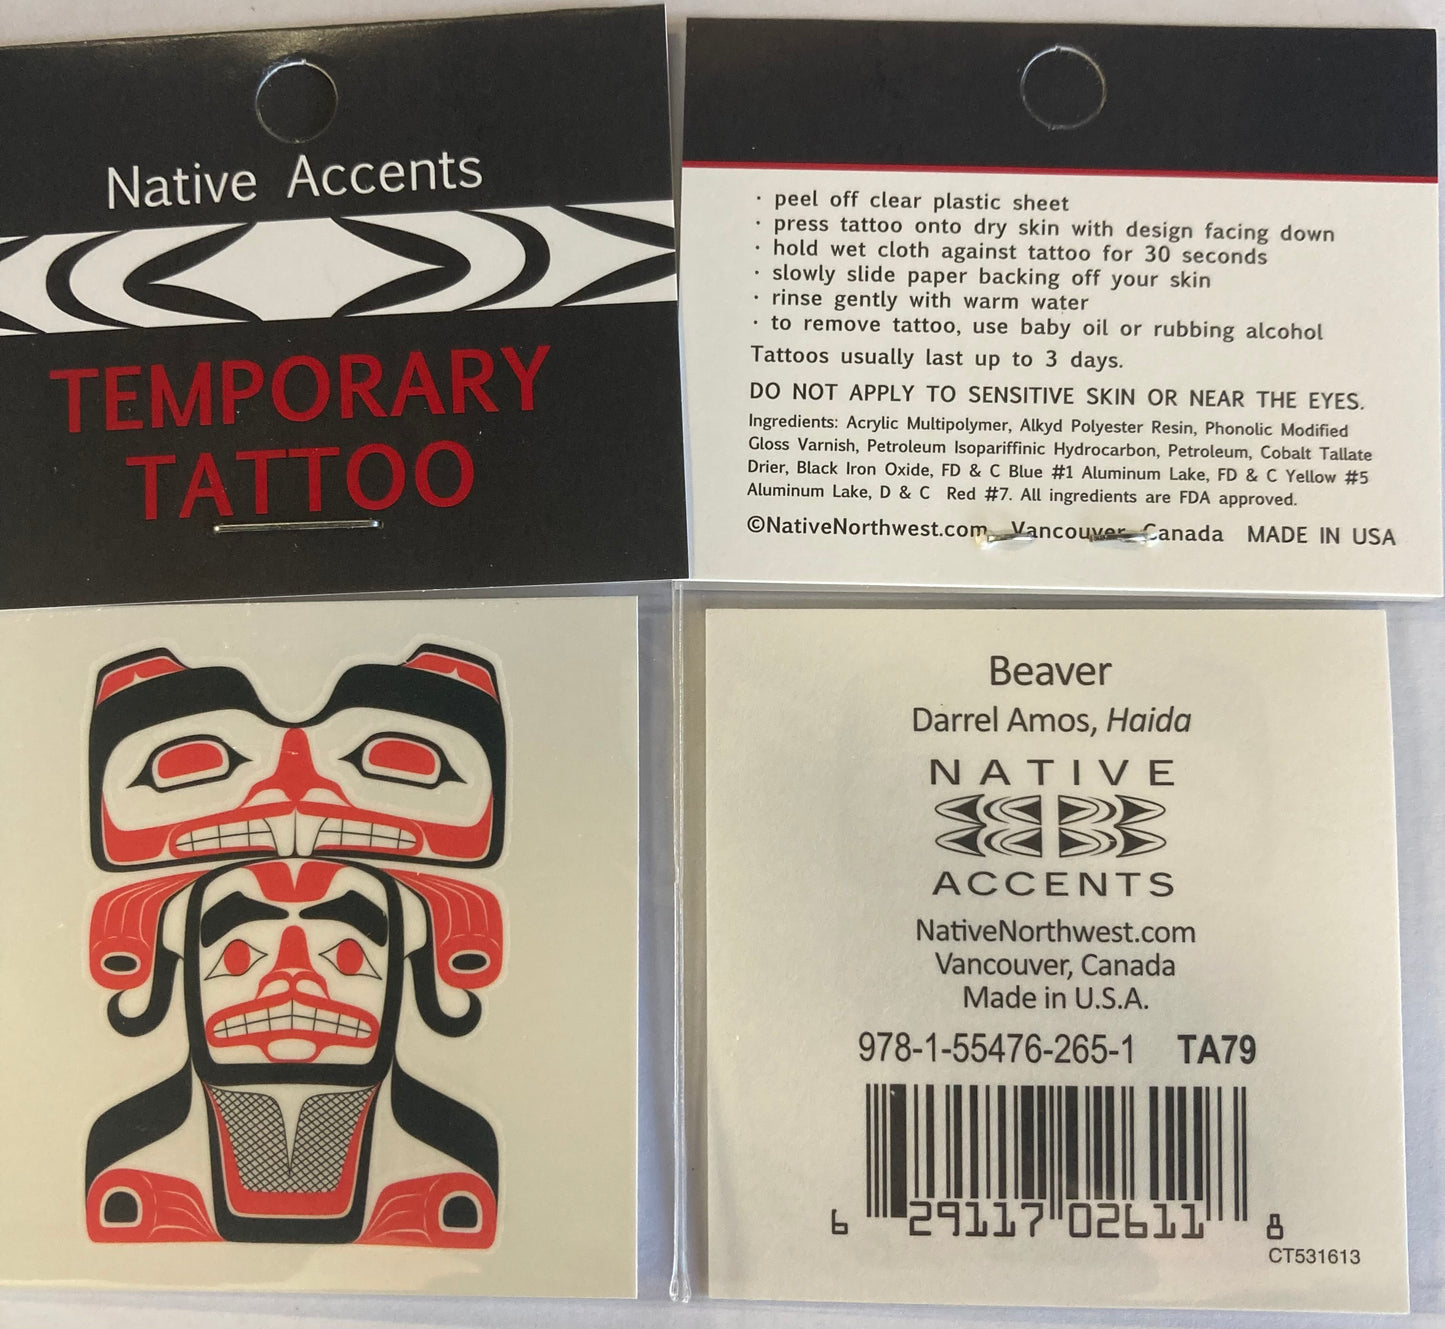 Native Accents
TEMPORARY
TATTOO
· peel off clear plastic sheet
· press tattoo onto dry skin with design facing down
· hold wet cloth against tattoo for 30 seconds
· slowly slide paper backing off your skin
· rinse gently with warm water
· to remove tattoo, use baby oil or rubbing alcohol
Tattoos usually last up to 3 days.
DO NOT APPLY TO SENSITIVE SKIN OR NEAR THE EYES.
Ingredients: Acrylic Multipolymer, Alkyd Polyester Resin, Phonolic Modified
Gloss Varnish, Petroleum Isopariffinic Hydrocarbon, Petroleum, Cobalt Tallate
Drier, Black Iron Oxide, FD & C Blue #1 Aluminum Lake, FD & C Yellow #5
Aluminum Lake, D & C Red #7. All ingredients are FDA approved.
©NativeNorthwest.com Vancouver Canada MADE IN USA
Beaver
Darrel Amos, Haida
NATIVE
ACCENTS
NativeNorthwest.com
Vancouver, Canada
Made in U.S.A.
978-1-55476-265-1 TA79
6 29117 02611 8
CT531613